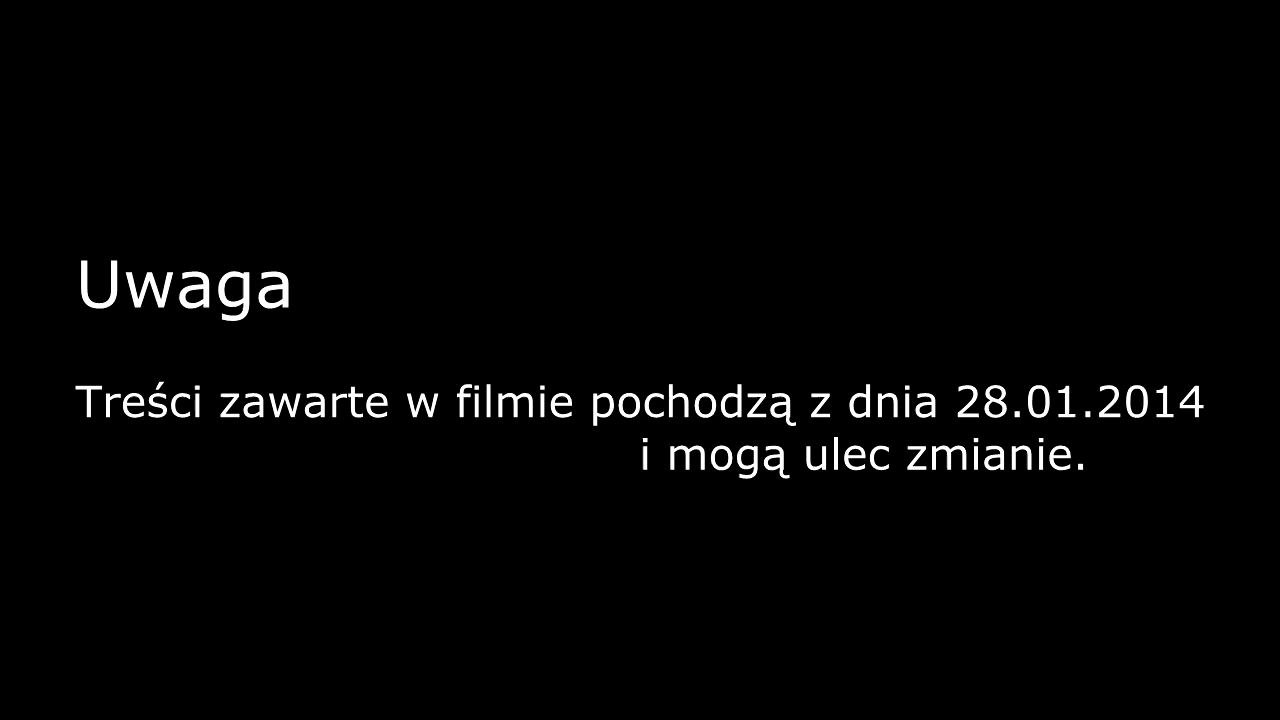 Uwaga
Treści zawarte w filmie pochodzą z dnia 28.01.2014
i mogą ulec zmianie.